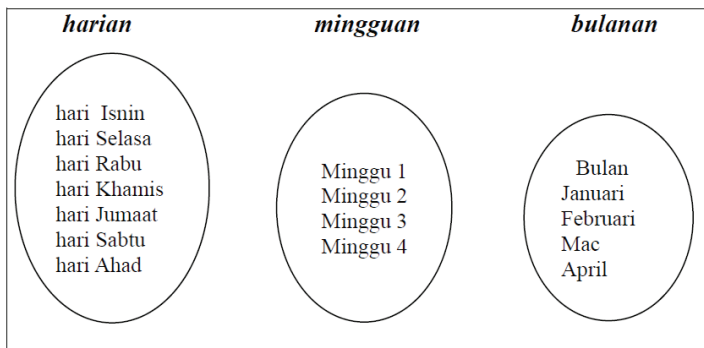 harian
hari Isnin
hari Selasa
hari Rabu
hari Khamis
hari Jumaat
hari Sabtu
hari Ahad
mingguan
Minggu 1
Minggu 2
Minggu 3
Minggu 4
bulanan
Bulan
Januari
Februari
Mac
April